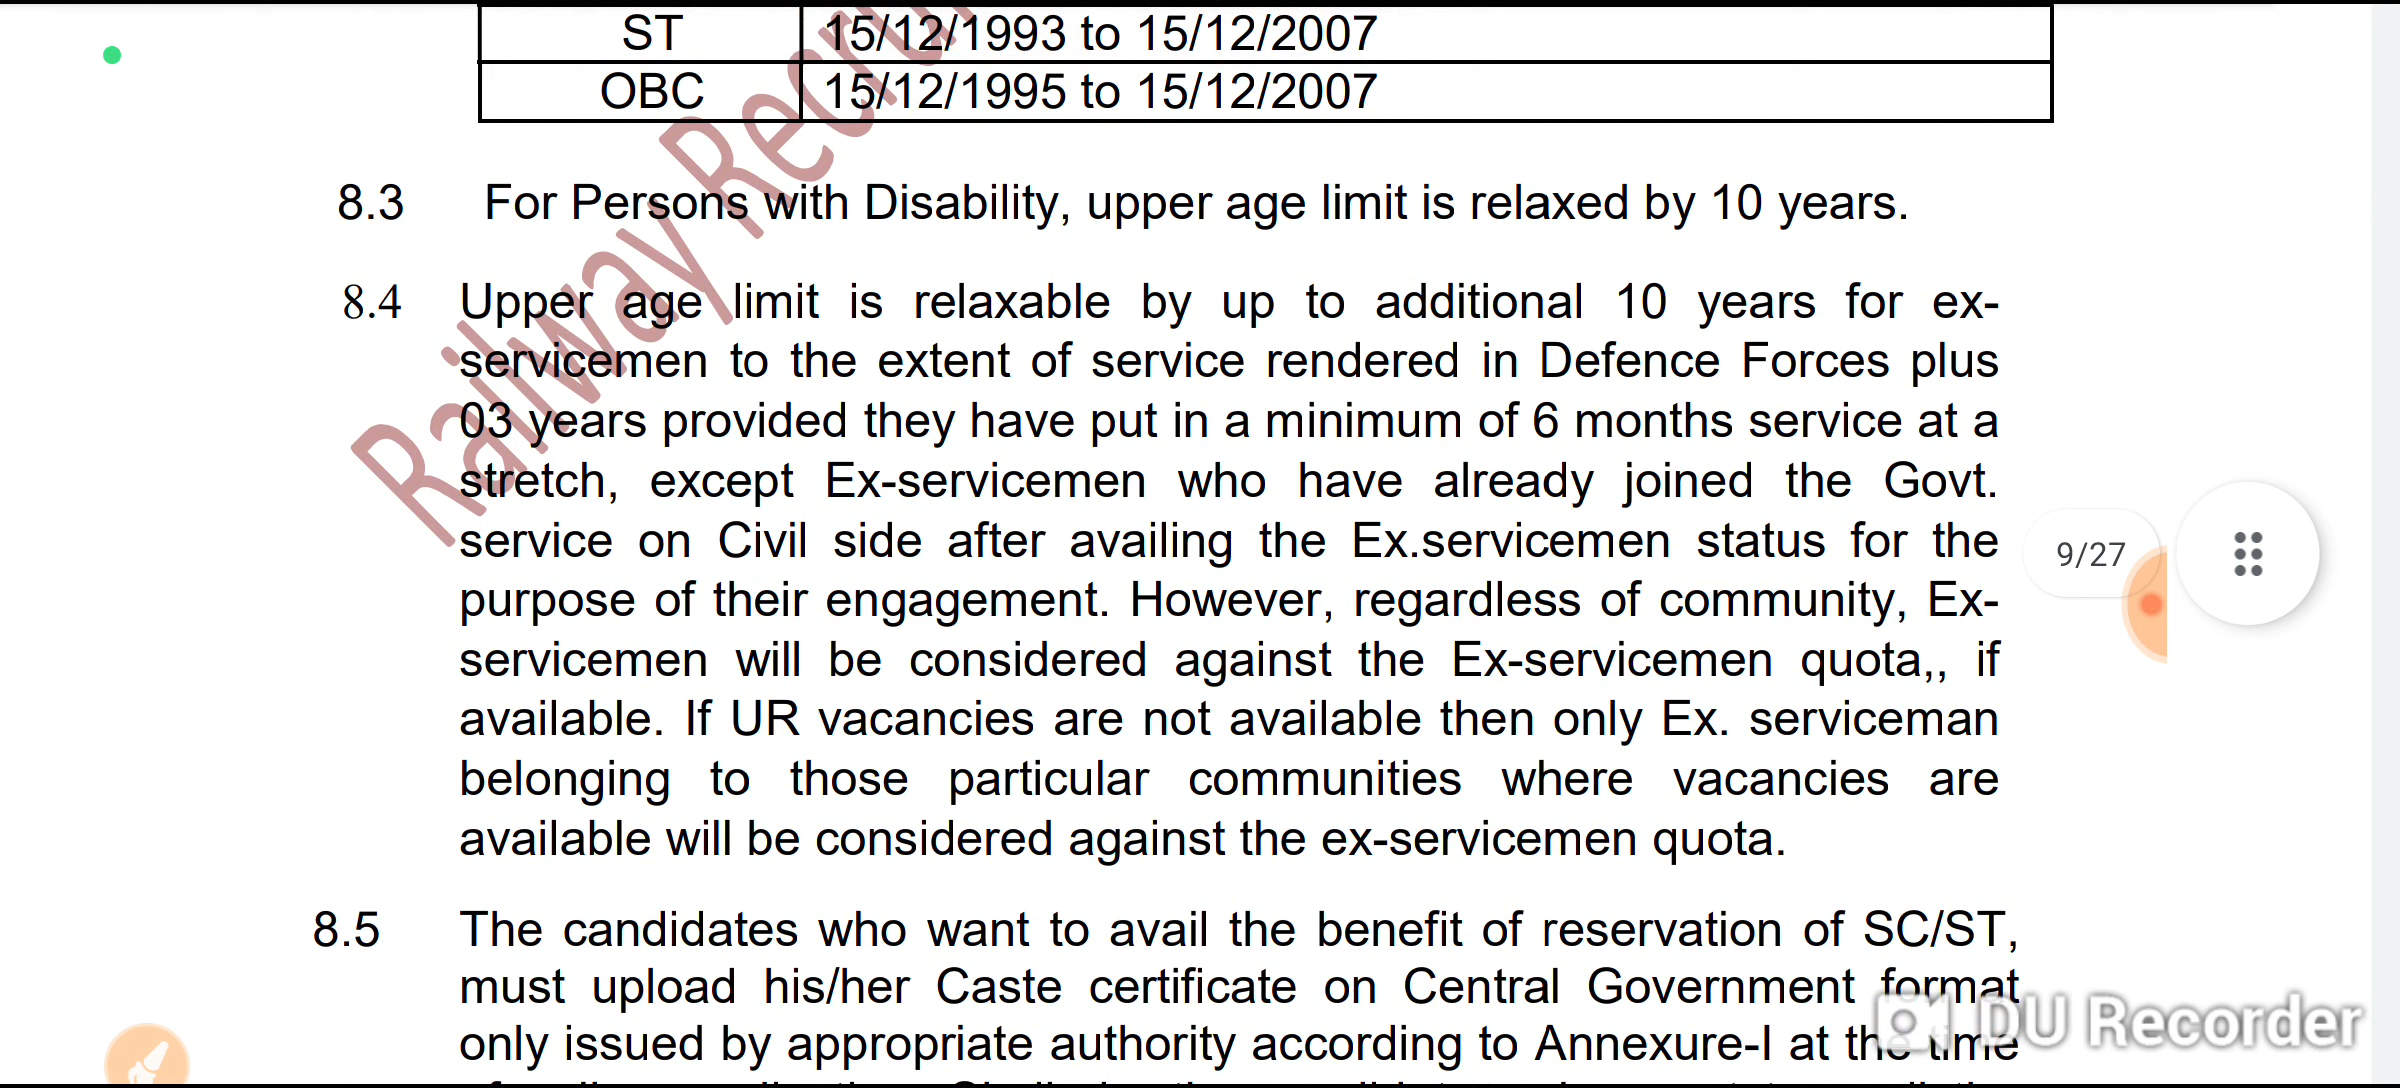 ST 15/12/1993 to 15/12/2007
OBC 15/12/1995 to 15/12/2007
Railway Recru
8.3 For Persons with Disability, upper age limit is relaxed by 10 years.
8.4 Upper age limit is relaxable by up to additional 10 years for ex-
servicemen to the extent of service rendered in Defence Forces plus
03 years provided they have put in a minimum of 6 months service at a
stretch, except Ex-servicemen who have already joined the Govt.
service on Civil side after availing the Ex.servicemen status for the
9/27
purpose of their engagement. However, regardless of community, Ex-
servicemen will be considered against the Ex-servicemen quota,, if
available. If UR vacancies are not available then only Ex. serviceman
belonging to those particular communities where vacancies are
available will be considered against the ex-servicemen quota.
8.5 The candidates who want to avail the benefit of reservation of SC/ST,
must upload his/her Caste certificate on Central Government format
only issued by appropriate authority according to Annexure-I at the time
DU Recorder